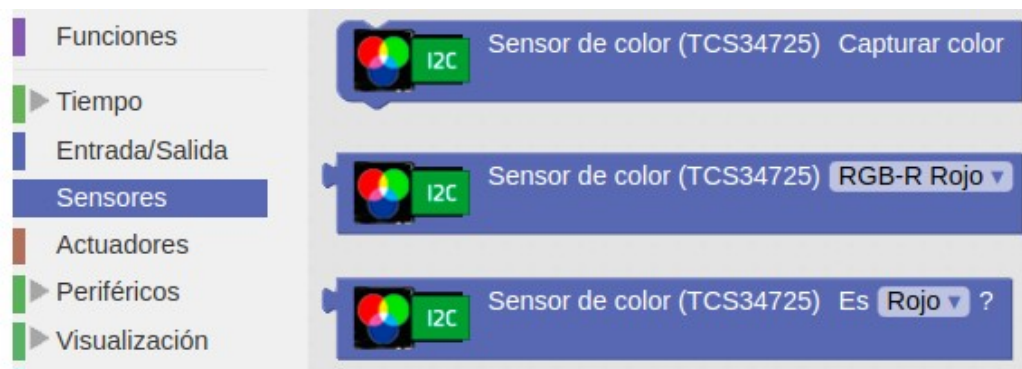 Funciones
Tiempo
Entrada/Salida
Sensores
Actuadores
Periféricos
Visualización
I2C Sensor de color (TCS34725) Capturar color
I2C Sensor de color (TCS34725) RGB-R Rojo
I2C Sensor de color (TCS34725) Es Rojo ?